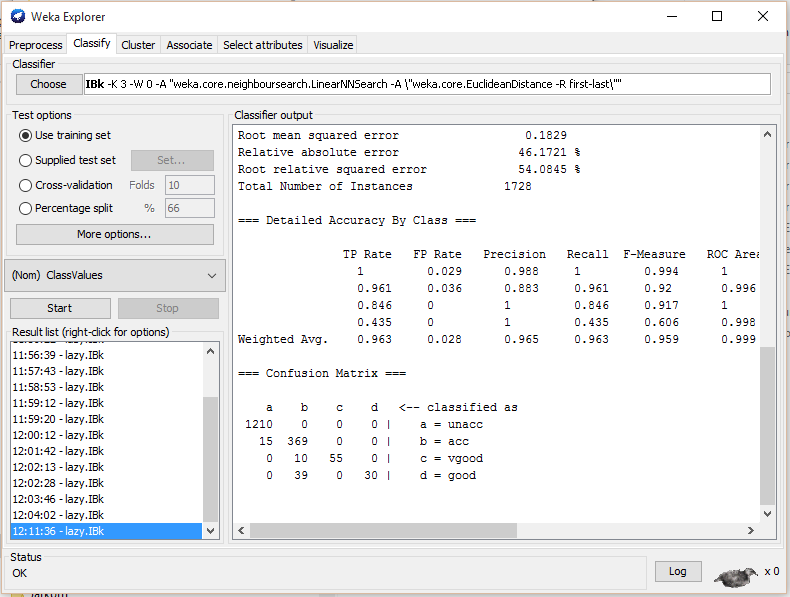 Weka Explorer
Preprocess Classify Cluster Associate Select attributes Visualize
Classifier
Choose IBk -K 3 -W 0 -A "weka.core.neighboursearch.LinearNNSearch -A \"weka.core.EuclideanDistance -R first-last\""
Test options
Use training set
Supplied test set Set...
Cross-validation Folds 10
Percentage split % 66
More options...
(Nom) ClassValues
Start Stop
Result list (right-click for options)
11:56:39 - lazy.IBk
11:57:43 - lazy.IBk
11:58:53 - lazy.IBk
11:59:12 - lazy.IBk
11:59:20 - lazy.IBk
12:00:12 - lazy.IBk
12:01:42 - lazy.IBk
12:02:13 - lazy.IBk
12:02:28 - lazy.IBk
12:03:46 - lazy.IBk
12:04:02 - lazy.IBk
12:11:36 - lazy.IBk
Classifier output
Root mean squared error 0.1829
Relative absolute error 46.1721 %
Root relative squared error 54.0845 %
Total Number of Instances 1728
=== Detailed Accuracy By Class ===
TP Rate FP Rate Precision Recall F-Measure ROC Area
1 0.029 0.988 1 0.994 1
0.961 0.036 0.883 0.961 0.92 0.996
0.846 0 1 0.846 0.917 1
0.435 0 1 0.435 0.606 0.998
Weighted Avg. 0.963 0.028 0.965 0.963 0.959 0.999
=== Confusion Matrix ===
a b c d <-- classified as
1210 0 0 0 | a = unacc
15 369 0 0 | b = acc
0 10 55 0 | c = vgood
0 39 0 30 | d = good
Status
OK
Log x 0